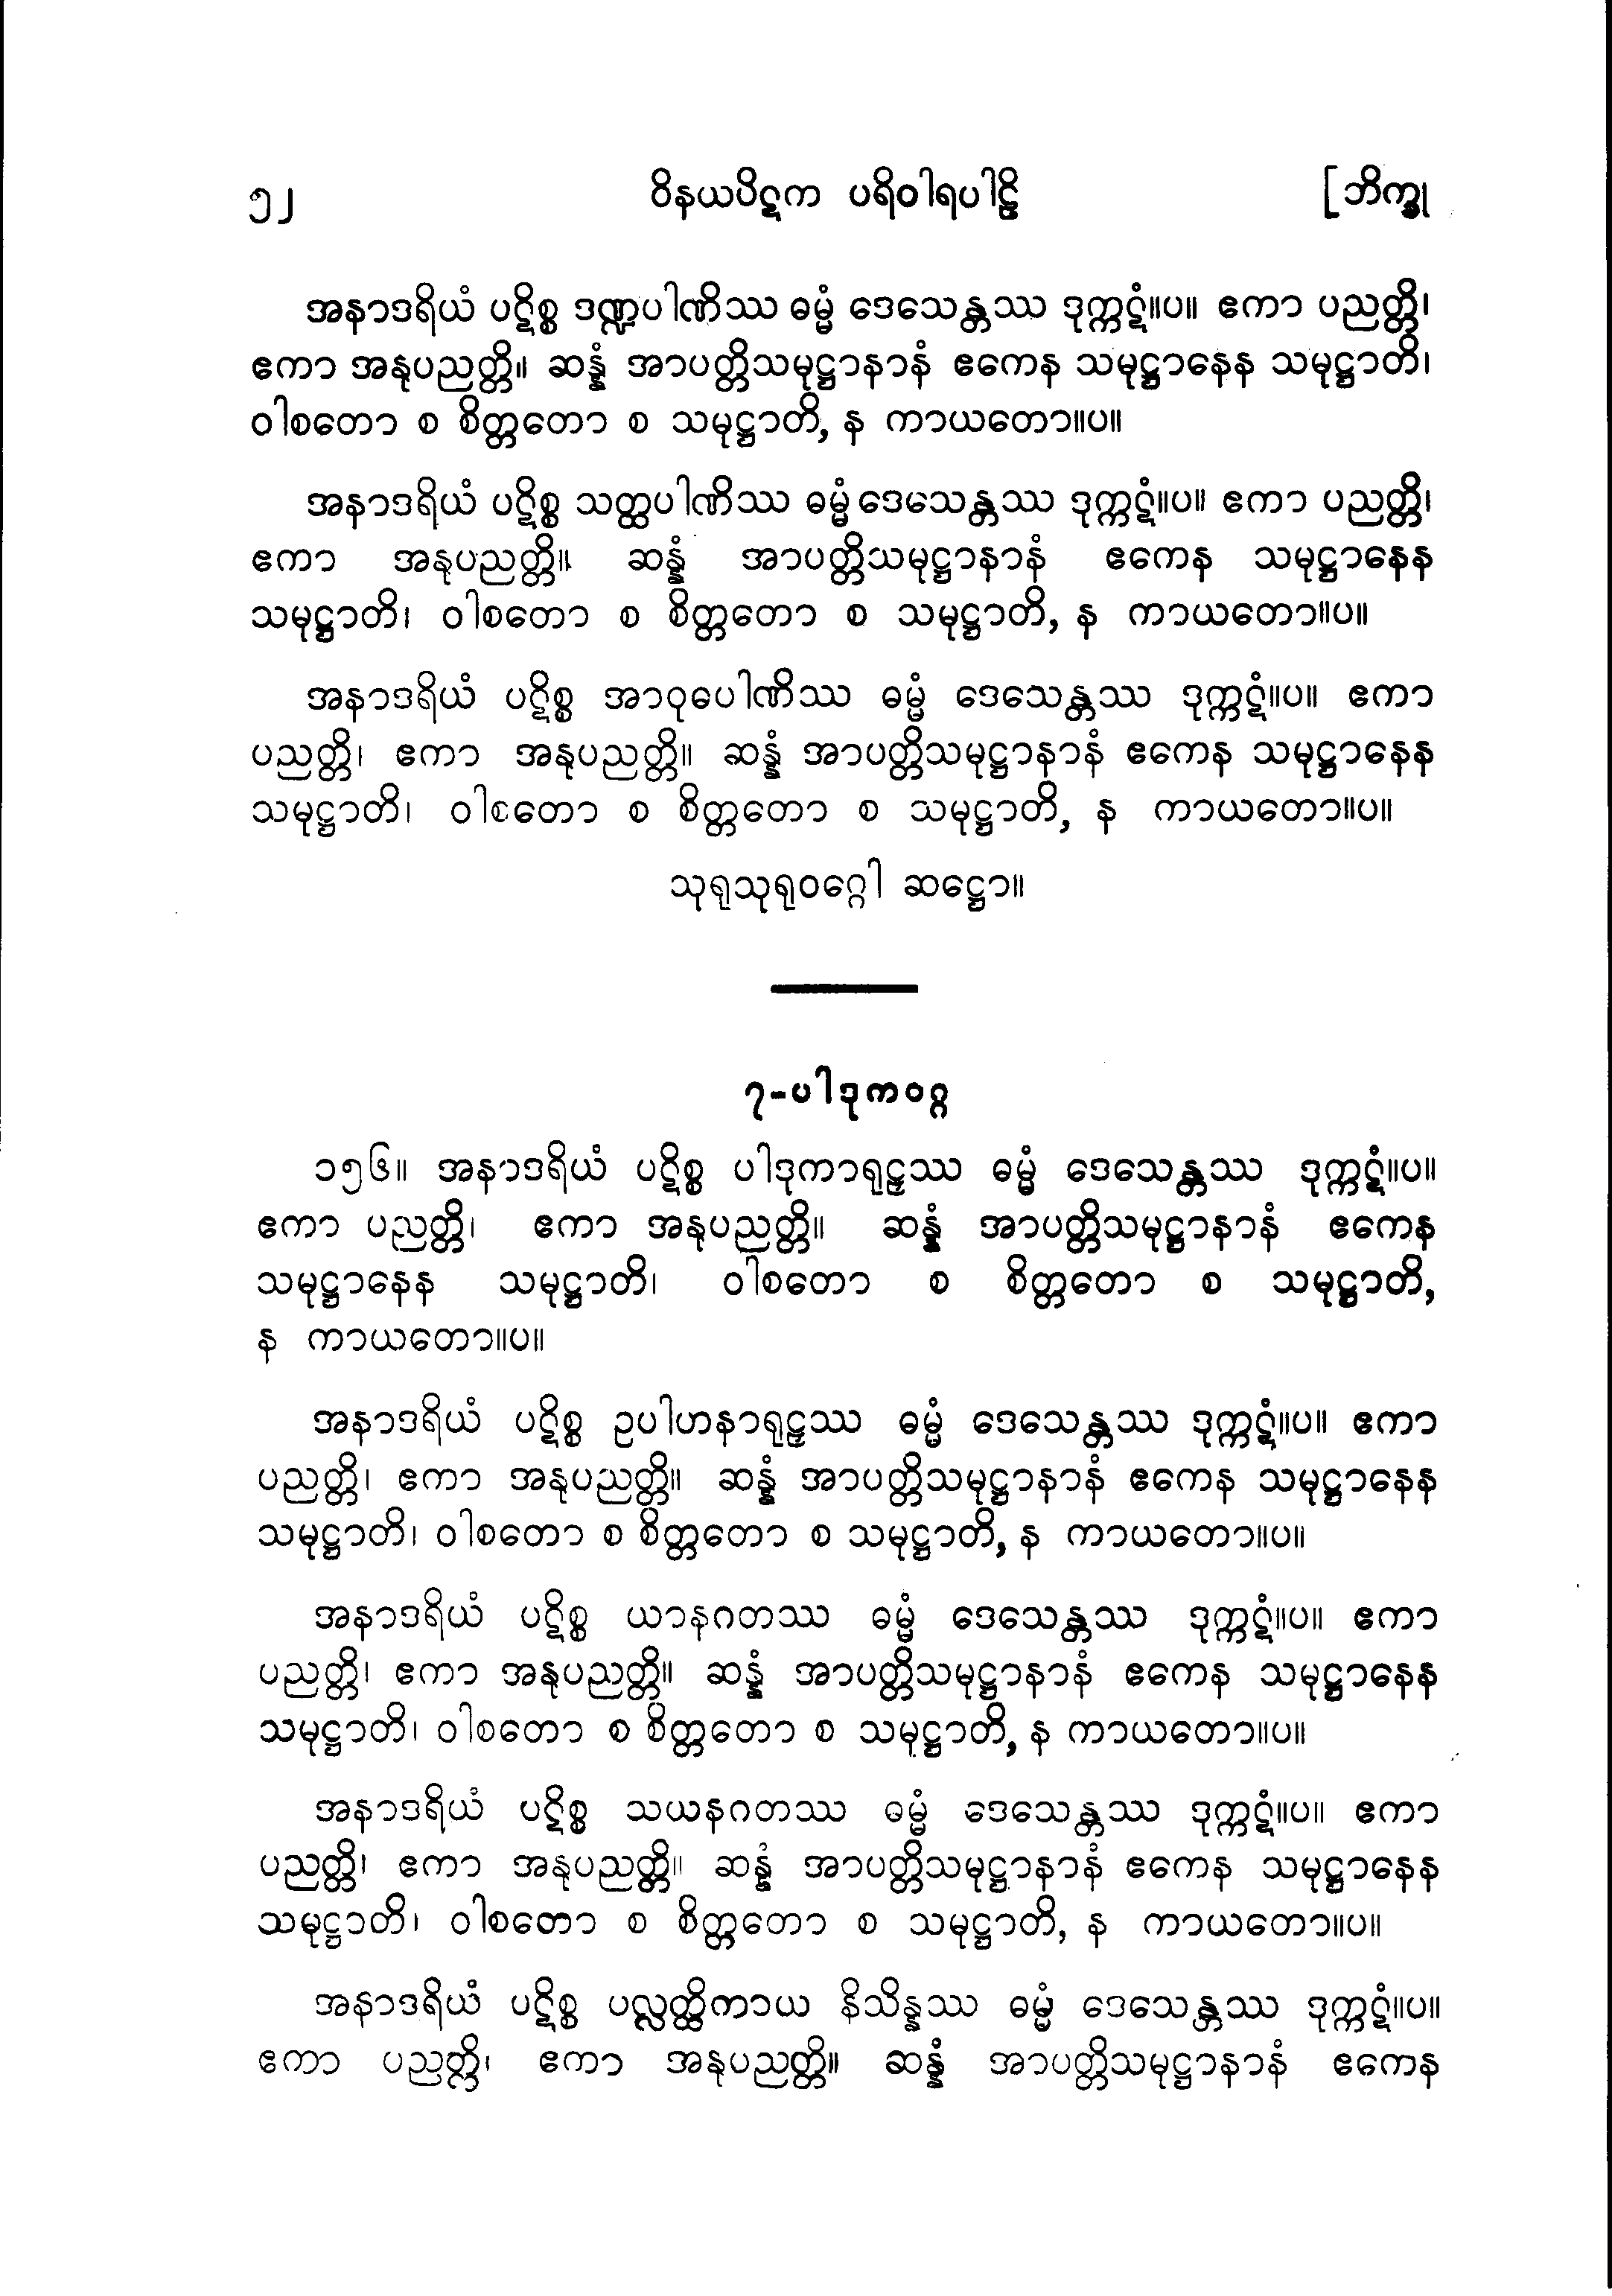 ၅၂ ဝိနယပိဋက ပရိဝါရပါဠိ [ဘိက္ခု
အနာဒရိယံ ပဋိစ္စ ဒဏ္ဍပါဏိဿ ဓမ္မံ ဒေသေန္တဿ ဒုက္ကဋံ။ပ။ ဧကာ ပညတ္တိ၊
ဧကာ အနုပညတ္တိ။ ဆန္နံ အာပတ္တိသမုဋ္ဌာနာနံ ဧကေန သမုဋ္ဌာနေန သမုဋ္ဌာတိ၊
ဝါစတော စ စိတ္တတော စ သမုဋ္ဌာတိ, န ကာယတော။ပ။
အနာဒရိယံ ပဋိစ္စ သတ္ထပါဏိဿ ဓမ္မံ ဒေသေန္တဿ ဒုက္ကဋံ။ပ။ ဧကာ ပညတ္တိ၊
ဧကာ အနုပညတ္တိ။ ဆန္နံ အာပတ္တိသမုဋ္ဌာနာနံ ဧကေန သမုဋ္ဌာနေန
သမုဋ္ဌာတိ၊ ဝါစတော စ စိတ္တတော စ သမုဋ္ဌာတိ, န ကာယတော။ပ။
အနာဒရိယံ ပဋိစ္စ အာဝုဓပါဏိဿ ဓမ္မံ ဒေသေန္တဿ ဒုက္ကဋံ။ပ။ ဧကာ
ပညတ္တိ၊ ဧကာ အနုပညတ္တိ။ ဆန္နံ အာပတ္တိသမုဋ္ဌာနာနံ ဧကေန သမုဋ္ဌာနေန
သမုဋ္ဌာတိ၊ ဝါစတော စ စိတ္တတော စ သမုဋ္ဌာတိ, န ကာယတော။ပ။
သုရုသုရုဝဂ္ဂေါ ဆဋ္ဌော။
၇-ပါဒုကဝဂ္ဂ
၁၅၆။ အနာဒရိယံ ပဋိစ္စ ပါဒုကာရုဠှဿ ဓမ္မံ ဒေသေန္တဿ ဒုက္ကဋံ။ပ။
ဧကာ ပညတ္တိ၊ ဧကာ အနုပညတ္တိ။ ဆန္နံ အာပတ္တိသမုဋ္ဌာနာနံ ဧကေန
သမုဋ္ဌာနေန သမုဋ္ဌာတိ၊ ဝါစတော စ စိတ္တတော စ သမုဋ္ဌာတိ,
န ကာယတော။ပ။
အနာဒရိယံ ပဋိစ္စ ဥပါဟနာရုဠှဿ ဓမ္မံ ဒေသေန္တဿ ဒုက္ကဋံ။ပ။ ဧကာ
ပညတ္တိ၊ ဧကာ အနုပညတ္တိ။ ဆန္နံ အာပတ္တိသမုဋ္ဌာနာနံ ဧကေန သမုဋ္ဌာနေန
သမုဋ္ဌာတိ၊ ဝါစတော စ စိတ္တတော စ သမုဋ္ဌာတိ, န ကာယတော။ပ။
အနာဒရိယံ ပဋိစ္စ ယာနဂတဿ ဓမ္မံ ဒေသေန္တဿ ဒုက္ကဋံ။ပ။ ဧကာ
ပညတ္တိ၊ ဧကာ အနုပညတ္တိ။ ဆန္နံ အာပတ္တိသမုဋ္ဌာနာနံ ဧကေန သမုဋ္ဌာနေန
သမုဋ္ဌာတိ၊ ဝါစတော စ စိတ္တတော စ သမုဋ္ဌာတိ, န ကာယတော။ပ။
အနာဒရိယံ ပဋိစ္စ သယနဂတဿ ဓမ္မံ ဒေသေန္တဿ ဒုက္ကဋံ။ပ။ ဧကာ
ပညတ္တိ၊ ဧကာ အနုပညတ္တိ။ ဆန္နံ အာပတ္တိသမုဋ္ဌာနာနံ ဧကေန သမုဋ္ဌာနေန
သမုဋ္ဌာတိ၊ ဝါစတော စ စိတ္တတော စ သမုဋ္ဌာတိ, န ကာယတော။ပ။
အနာဒရိယံ ပဋိစ္စ ပလ္လတ္ထိကာယ နိသိန္နဿ ဓမ္မံ ဒေသေန္တဿ ဒုက္ကဋံ။ပ။
ဧကာ ပညတ္တိ၊ ဧကာ အနုပညတ္တိ။ ဆန္နံ အာပတ္တိသမုဋ္ဌာနာနံ ဧကေန